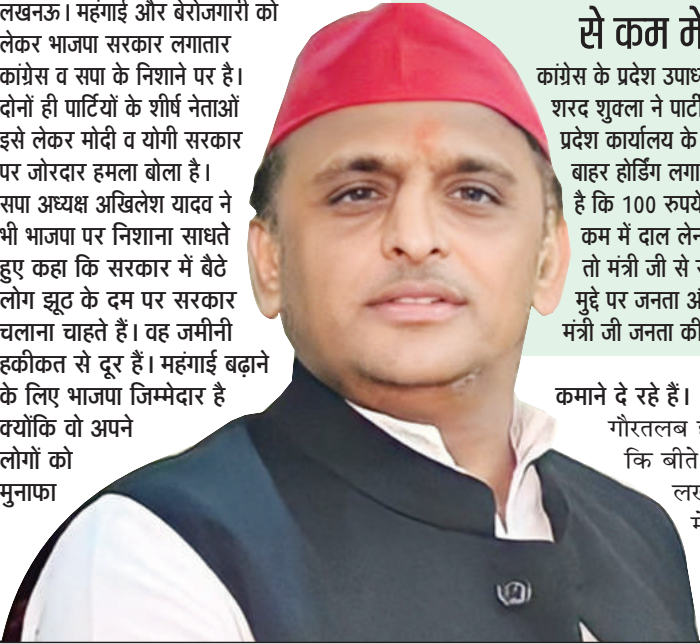 लखनऊ। महंगाई और बेरोजगारी को
लेकर भाजपा सरकार लगातार
कांग्रेस व सपा के निशाने पर है।
दोनों ही पार्टियों के शीर्ष नेताओं
इसे लेकर मोदी व योगी सरकार
पर जोरदार हमला बोला है।
सपा अध्यक्ष अखिलेश यादव ने
भी भाजपा पर निशाना साधते
हुए कहा कि सरकार में बैठे
लोग झूठ के दम पर सरकार
चलाना चाहते हैं। वह जमीनी
हकीकत से दूर हैं। महंगाई बढ़ाने
के लिए भाजपा जिम्मेदार है
क्योंकि वो अपने
लोगों को
मुनाफा
कमाने दे रहे हैं।
गौरतलब
कि बीते
से कम में
कांग्रेस के प्रदेश
शरद शुक्ला ने
प्रदेश कार्यालय के
बाहर होर्डिंग
है कि 100 रुपये
कम में दाल
तो मंत्री जी से
मुद्दे पर जनता
मंत्री जी जनता की